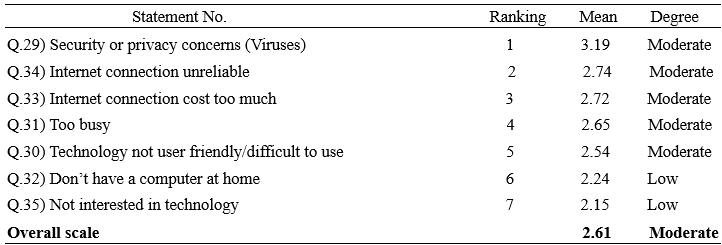 Statement No. Ranking Mean Degree
Q.29) Security or privacy concerns (Viruses) 1 3.19 Moderate
Q.34) Internet connection unreliable 2 2.74 Moderate
Q.33) Internet connection cost too much 3 2.72 Moderate
Q.31) Too busy 4 2.65 Moderate
Q.30) Technology not user friendly/difficult to use 5 2.54 Moderate
Q.32) Don’t have a computer at home 6 2.24 Low
Q.35) Not interested in technology 7 2.15 Low
Overall scale 2.61 Moderate